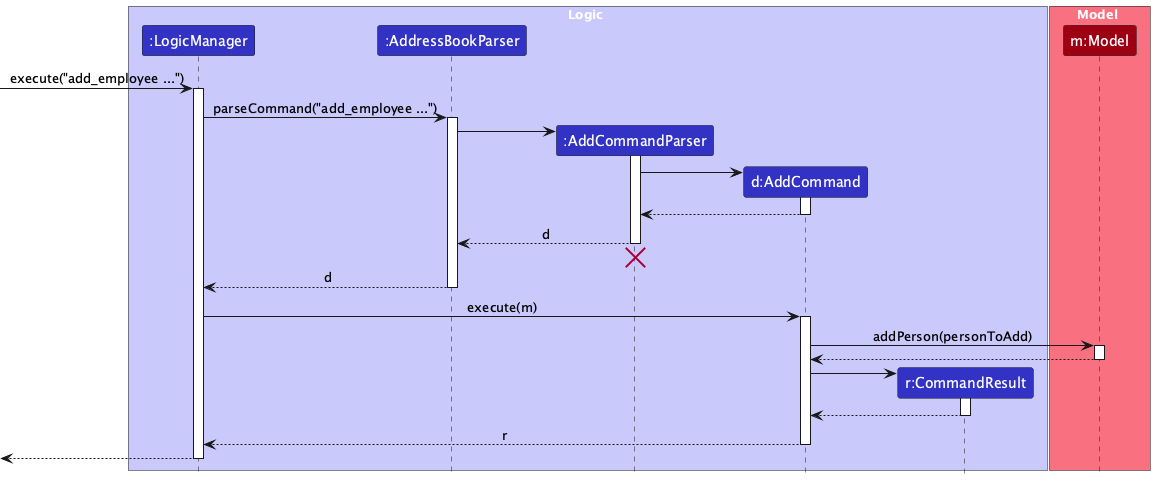 Logic
Model
:LogicManager
:AddressBookParser
m:Model
execute("add_employee ...")
parseCommand("add_employee ...")
:AddCommandParser
d:AddCommand
d
d
execute(m)
addPerson(personToAdd)
r:CommandResult
r